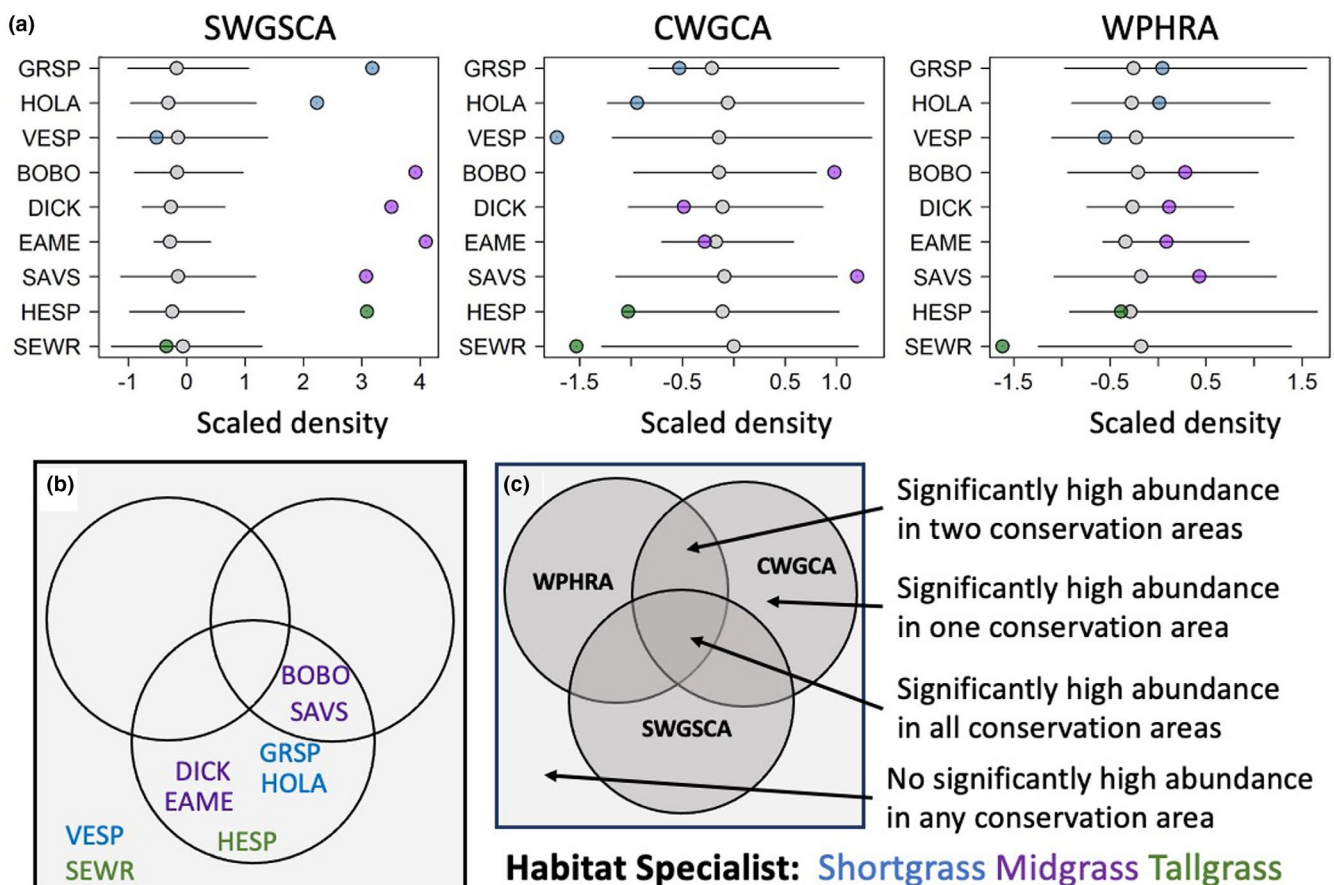 (a)
SWGSCA
CWGCA
WPHRA
GRSP
HOLA
VESP
BOBO
DICK
EAME
SAVS
HESP
SEWR
-1 0 1 2 3 4
Scaled density
GRSP
HOLA
VESP
BOBO
DICK
EAME
SAVS
HESP
SEWR
-1.5 -0.5 0.5 1.0
Scaled density
GRSP
HOLA
VESP
BOBO
DICK
EAME
SAVS
HESP
SEWR
-1.5 -0.5 0.5 1.5
Scaled density
(b)
BOBO
SAVS
GRSP
HOLA
DICK
EAME
HESP
VESP
SEWR
(c)
WPHRA
CWGCA
SWGSCA
Significantly high abundance
in two conservation areas
Significantly high abundance
in one conservation area
Significantly high abundance
in all conservation areas
No significantly high abundance
in any conservation area
Habitat Specialist: Shortgrass Midgrass Tallgrass